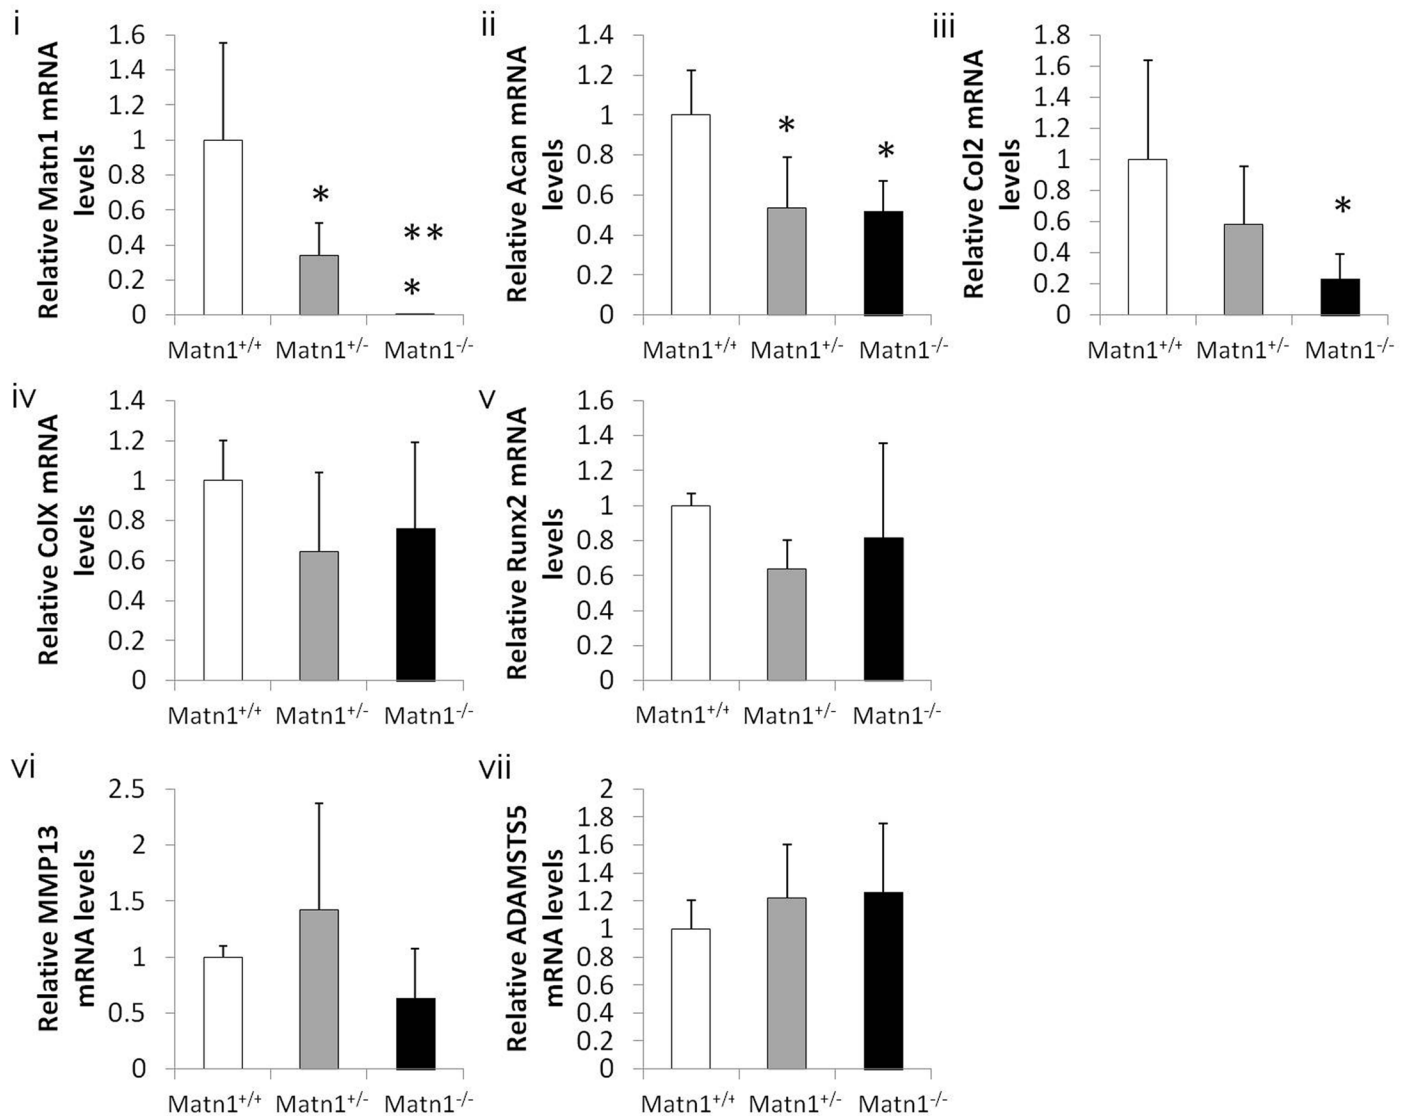 i
Relative Matn1 mRNA
levels
1.6
1.4
1.2
1
0.8
0.6
0.4
0.2
0
*
**
*
Matn1+/+ Matn1+/- Matn1-/-
ii
Relative Acan mRNA
levels
1.4
1.2
1
0.8
0.6
0.4
0.2
0
*
*
Matn1+/+ Matn1+/- Matn1-/-
iii
Relative Col2 mRNA
levels
1.8
1.6
1.4
1.2
1
0.8
0.6
0.4
0.2
0
*
Matn1+/+ Matn1+/- Matn1-/-
iv
Relative ColX mRNA
levels
1.4
1.2
1
0.8
0.6
0.4
0.2
0
Matn1+/+ Matn1+/- Matn1-/-
v
Relative Runx2 mRNA
levels
1.6
1.4
1.2
1
0.8
0.6
0.4
0.2
0
Matn1+/+ Matn1+/- Matn1-/-
vi
Relative MMP13
mRNA levels
2.5
2
1.5
1
0.5
0
Matn1+/+ Matn1+/- Matn1-/-
vii
Relative ADAMSTS5
mRNA levels
2
1.8
1.6
1.4
1.2
1
0.8
0.6
0.4
0.2
0
Matn1+/+ Matn1+/- Matn1-/-